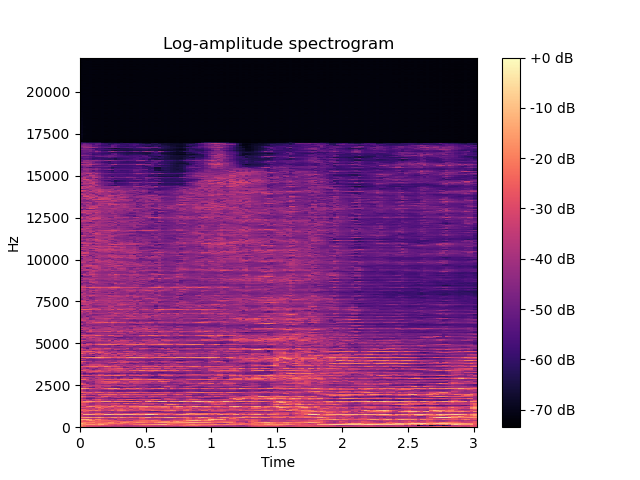 Log-amplitude spectrogram
Hz
20000
17500
15000
12500
10000
7500
5000
2500
0
0 0.5 1 1.5 2 2.5 3
Time
+0 dB
-10 dB
-20 dB
-30 dB
-40 dB
-50 dB
-60 dB
-70 dB